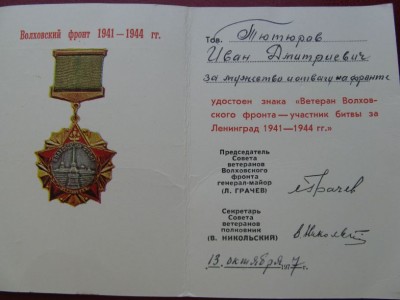 Волховский фронт 1941—1944 гг.
Тов. Тютюров
Иван Дмитриевич
за мужество и отвагу на фронте
удостоен знака «Ветеран Волхов-
ского фронта — участник битвы за
Ленинград 1941—1944 гг.»
Председатель
Совета
ветеранов
Волховского
фронта
генерал-майор
(Л. ГРАЧЕВ)
Грачев
Секретарь
Совета
ветеранов
полковник
(В. НИКОЛЬСКИЙ)
В. Никольский
13 октября 1977 г.